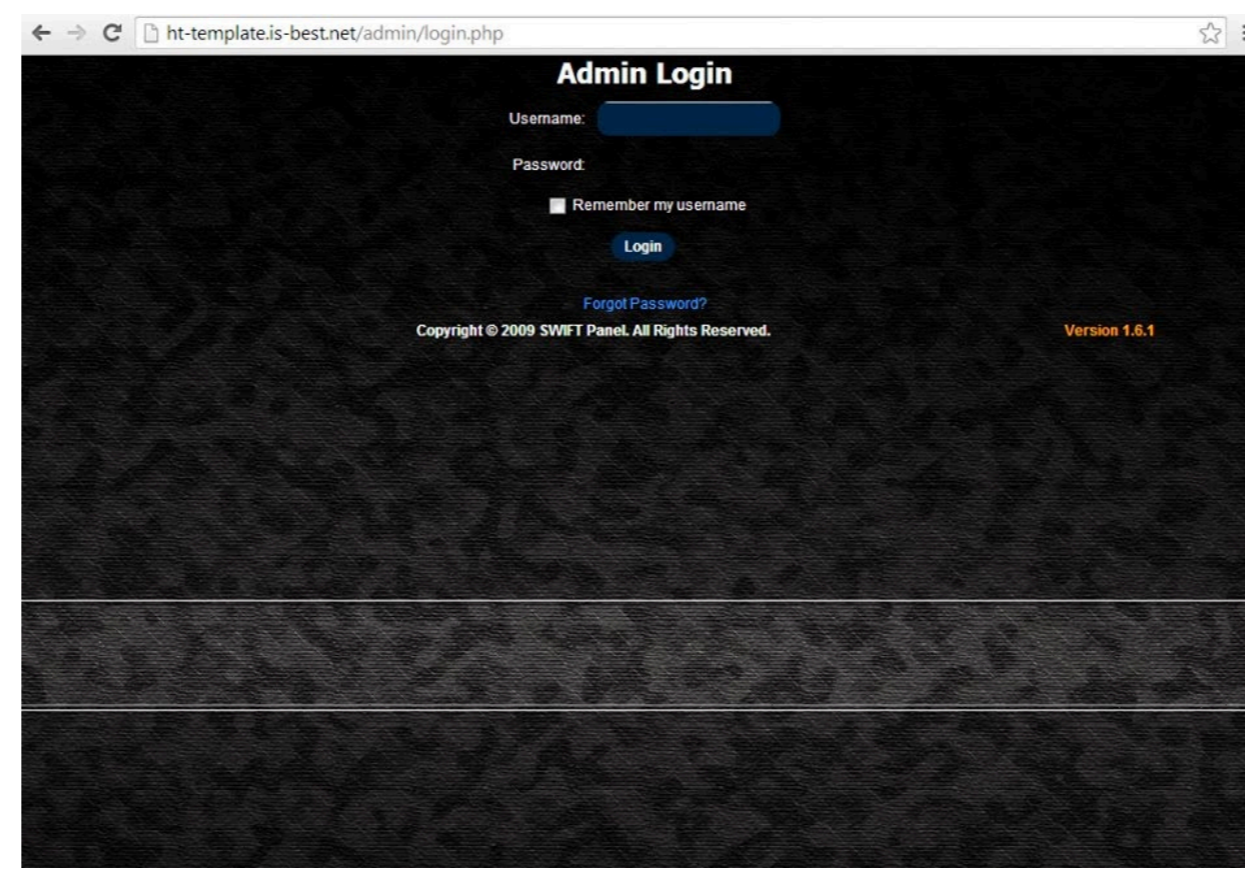 ht-template.is-best.net/admin/login.php
Admin Login
Username:
Password:
Remember my username
Login
Forgot Password?
Copyright © 2009 SWIFT Panel. All Rights Reserved. Version 1.6.1